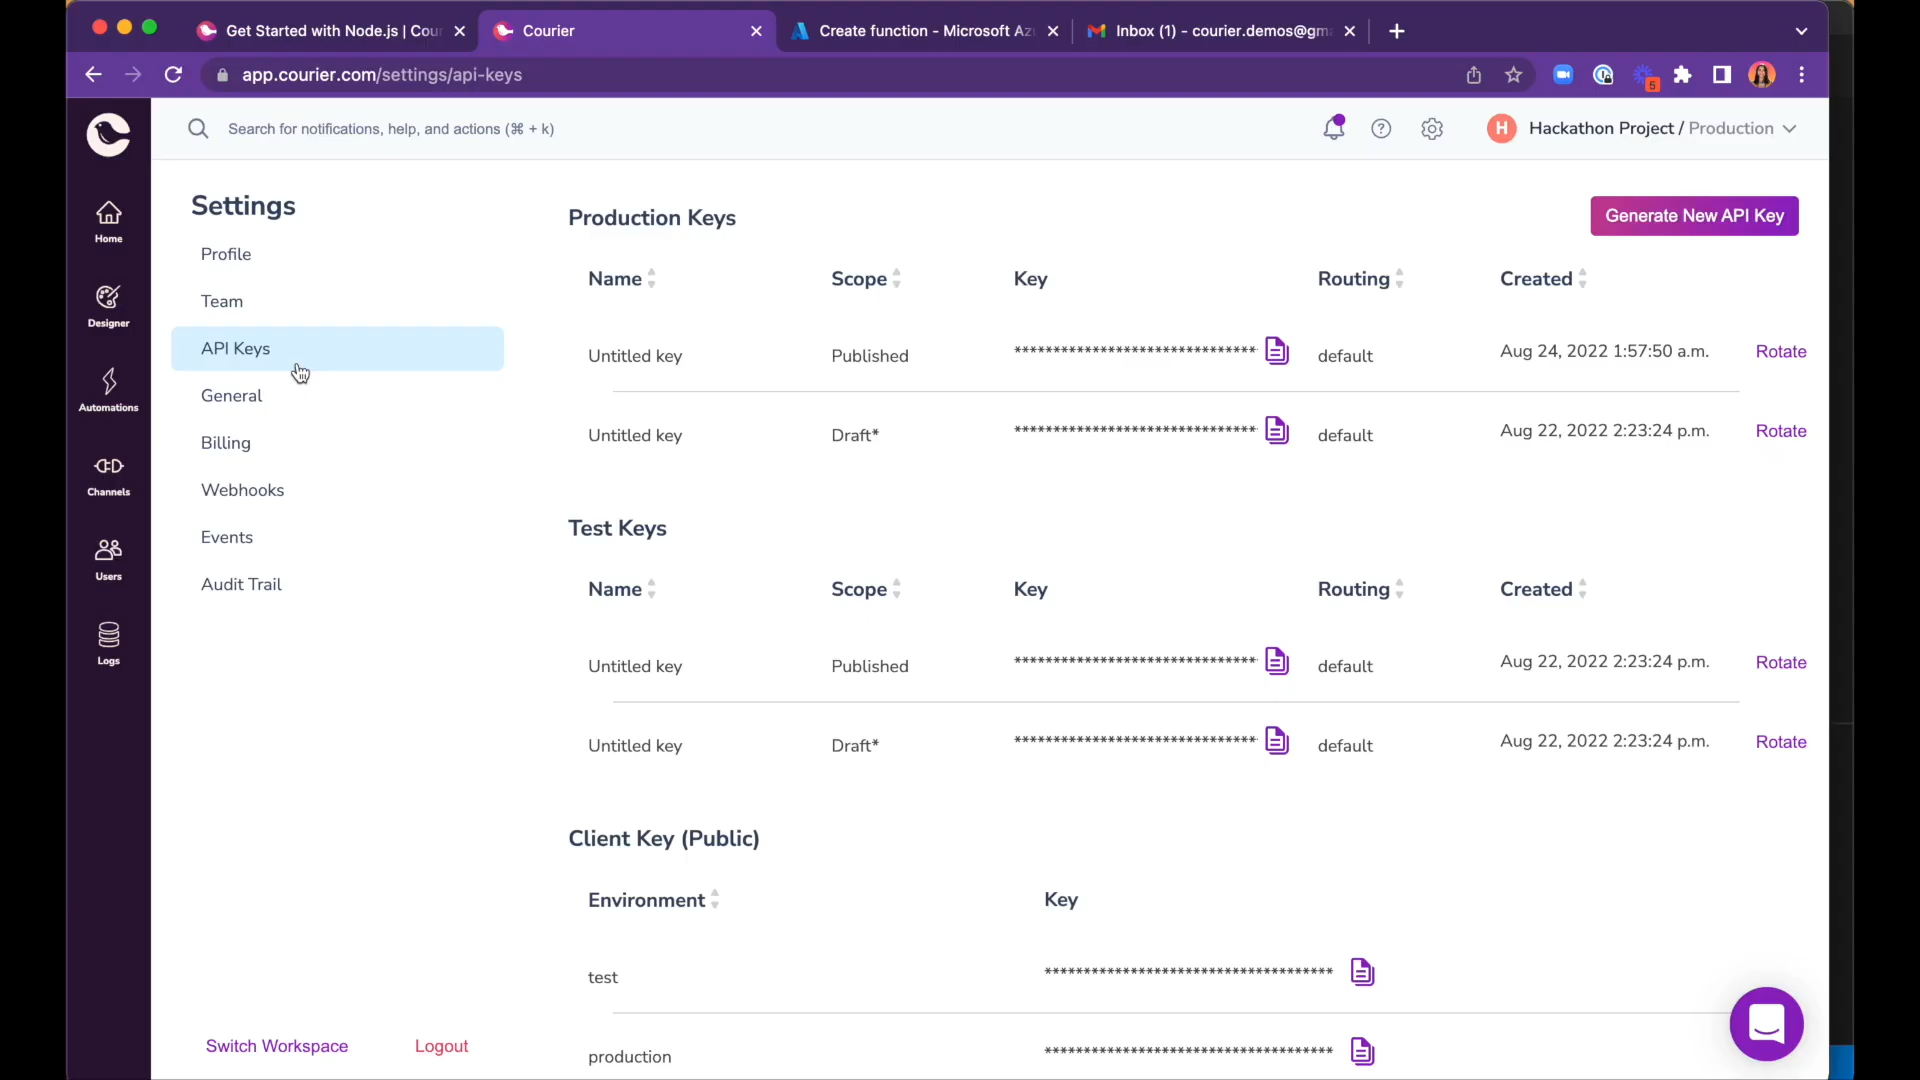 Get Started with Node.js | Cour
Courier
Create function - Microsoft Az
Inbox (1) - courier.demos@gm
app.courier.com/settings/api-keys
5
Search for notifications, help, and actions (⌘ + k)
H
Hackathon Project / Production
Home
Designer
Automations
Channels
Users
Logs
Settings
Profile
Team
API Keys
General
Billing
Webhooks
Events
Audit Trail
Switch Workspace
Logout
Production Keys
Generate New API Key
Name Scope Key Routing Created
Untitled key Published ******************************* default Aug 24, 2022 1:57:50 a.m. Rotate
Untitled key Draft* ******************************* default Aug 22, 2022 2:23:24 p.m. Rotate
Test Keys
Name Scope Key Routing Created
Untitled key Published ******************************* default Aug 22, 2022 2:23:24 p.m. Rotate
Untitled key Draft* ******************************* default Aug 22, 2022 2:23:24 p.m. Rotate
Client Key (Public)
Environment Key
test *************************************
production *************************************